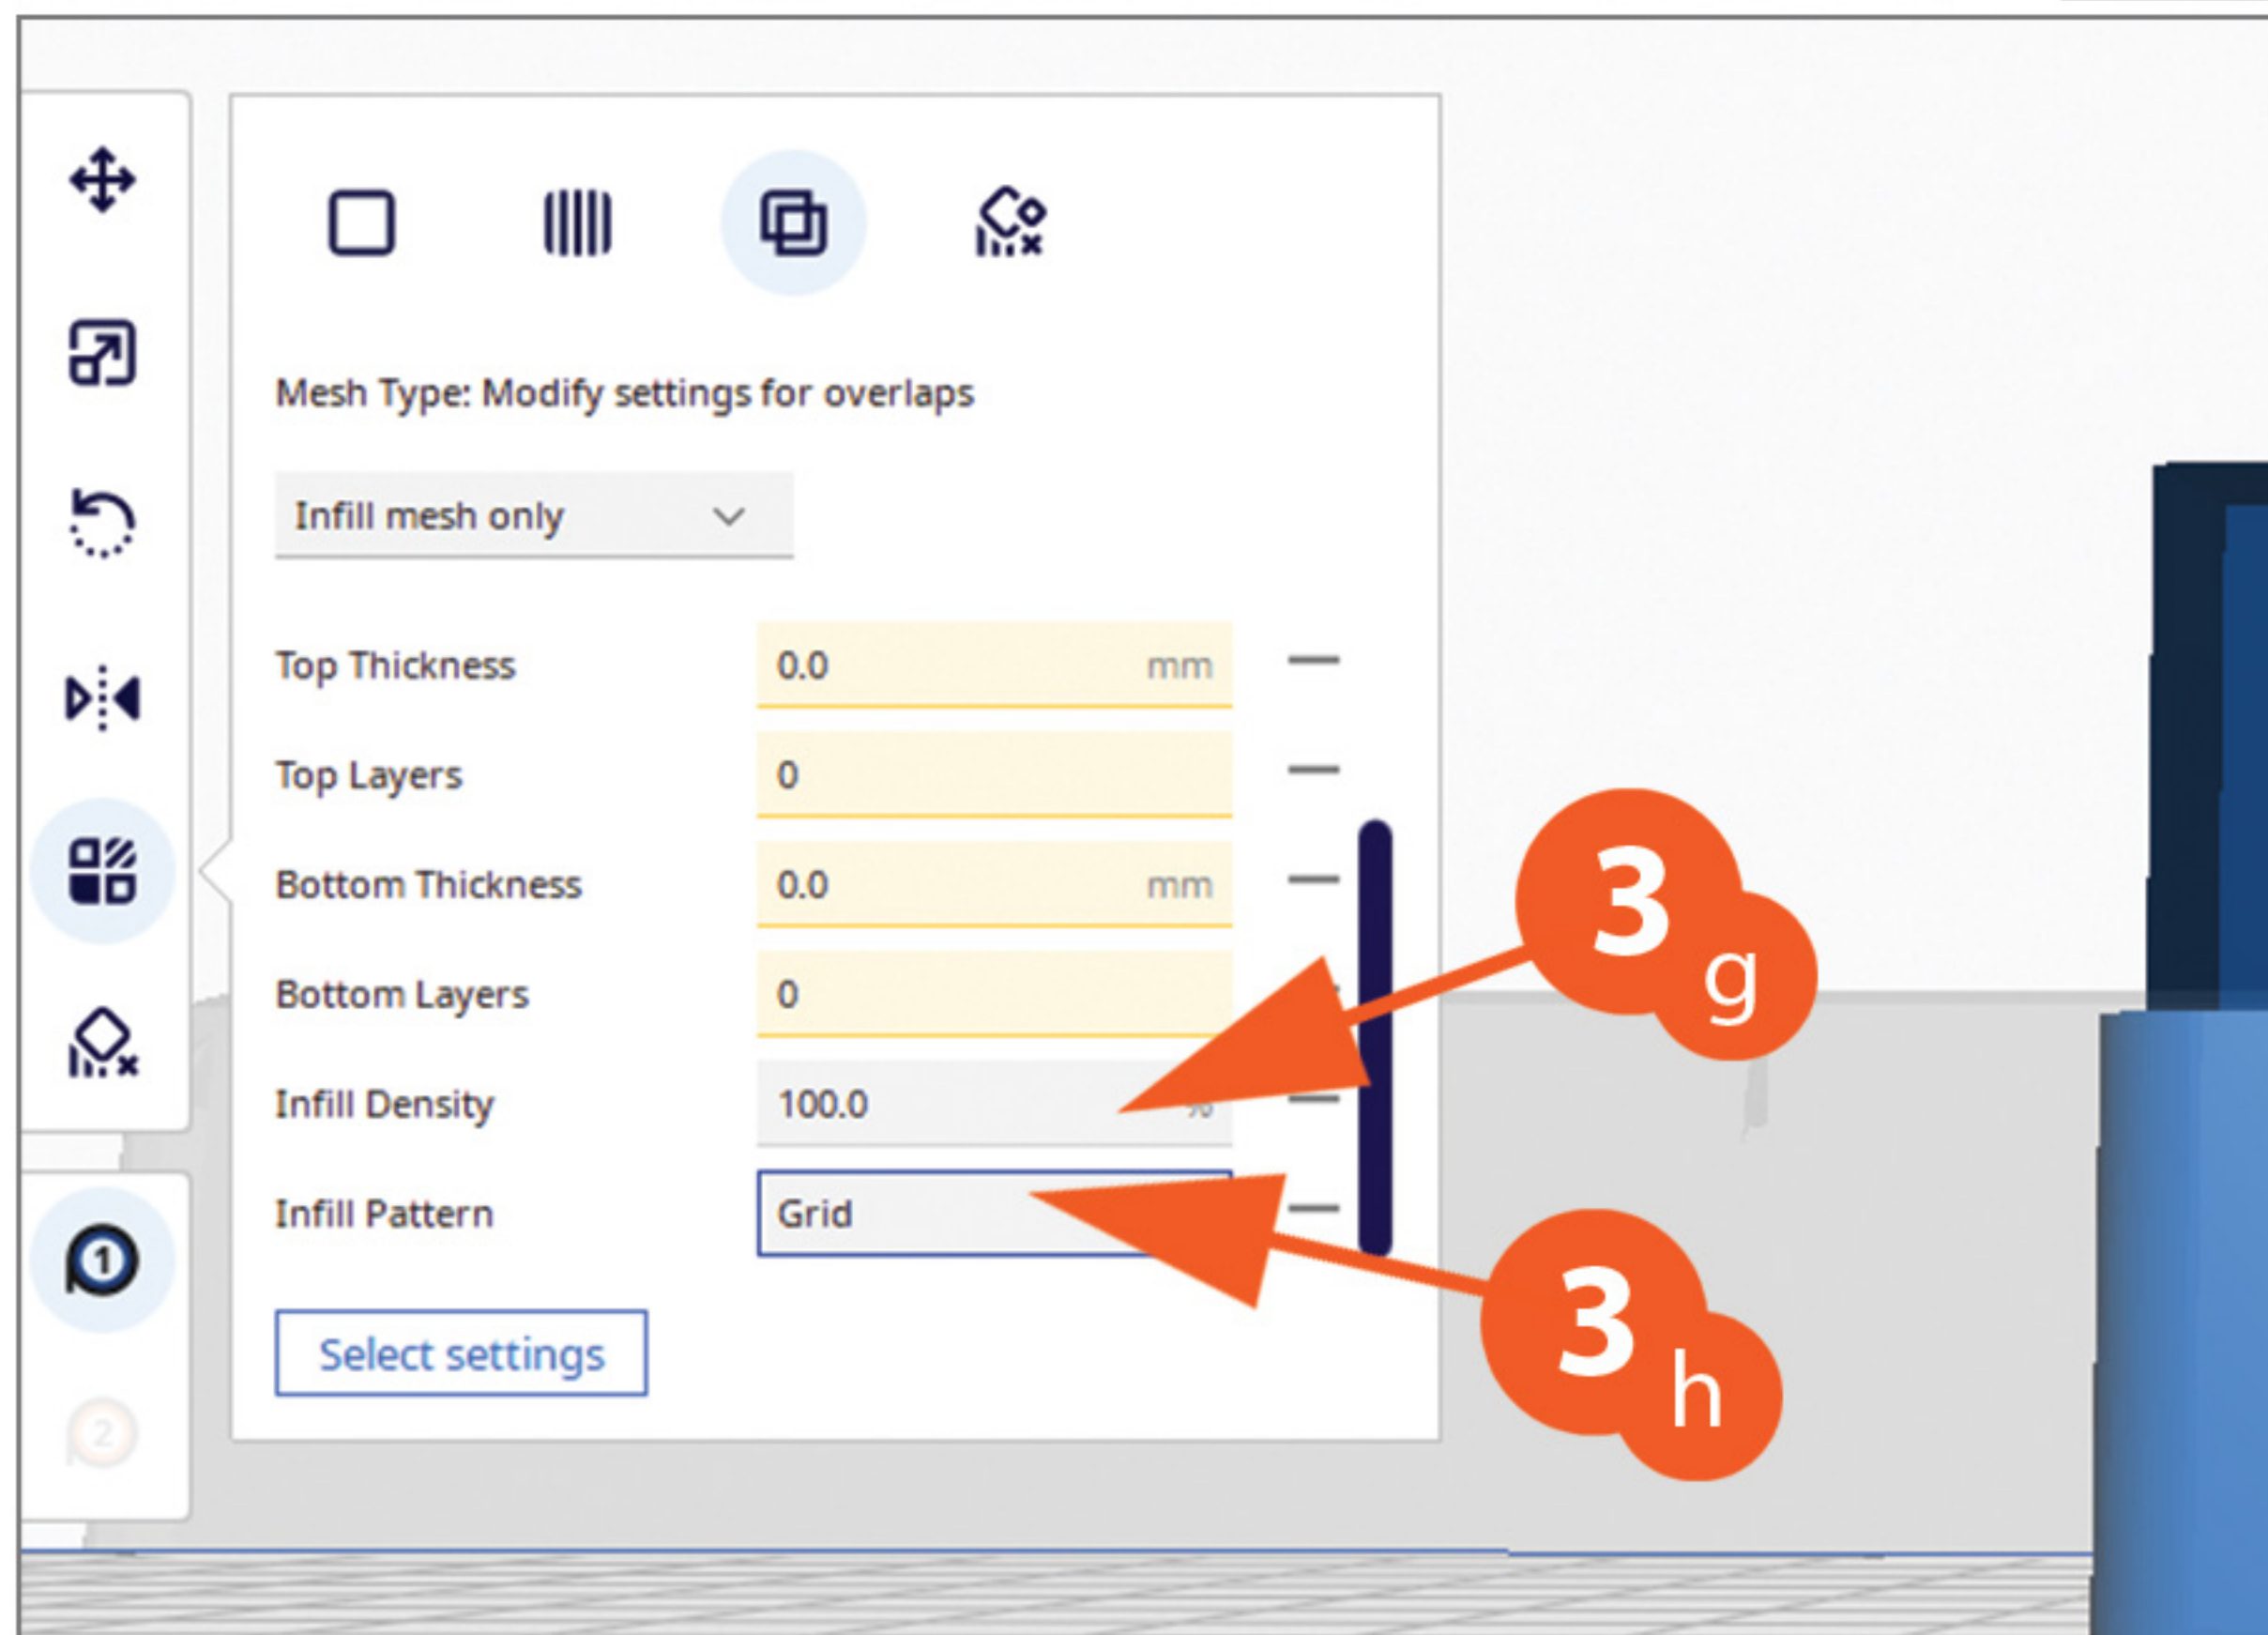 Mesh Type: Modify settings for overlaps
Infill mesh only
Top Thickness 0.0 mm
Top Layers 0
Bottom Thickness 0.0 mm
Bottom Layers 0
3 g
Infill Density 100.0 %
Infill Pattern Grid
3 h
Select settings
1
2